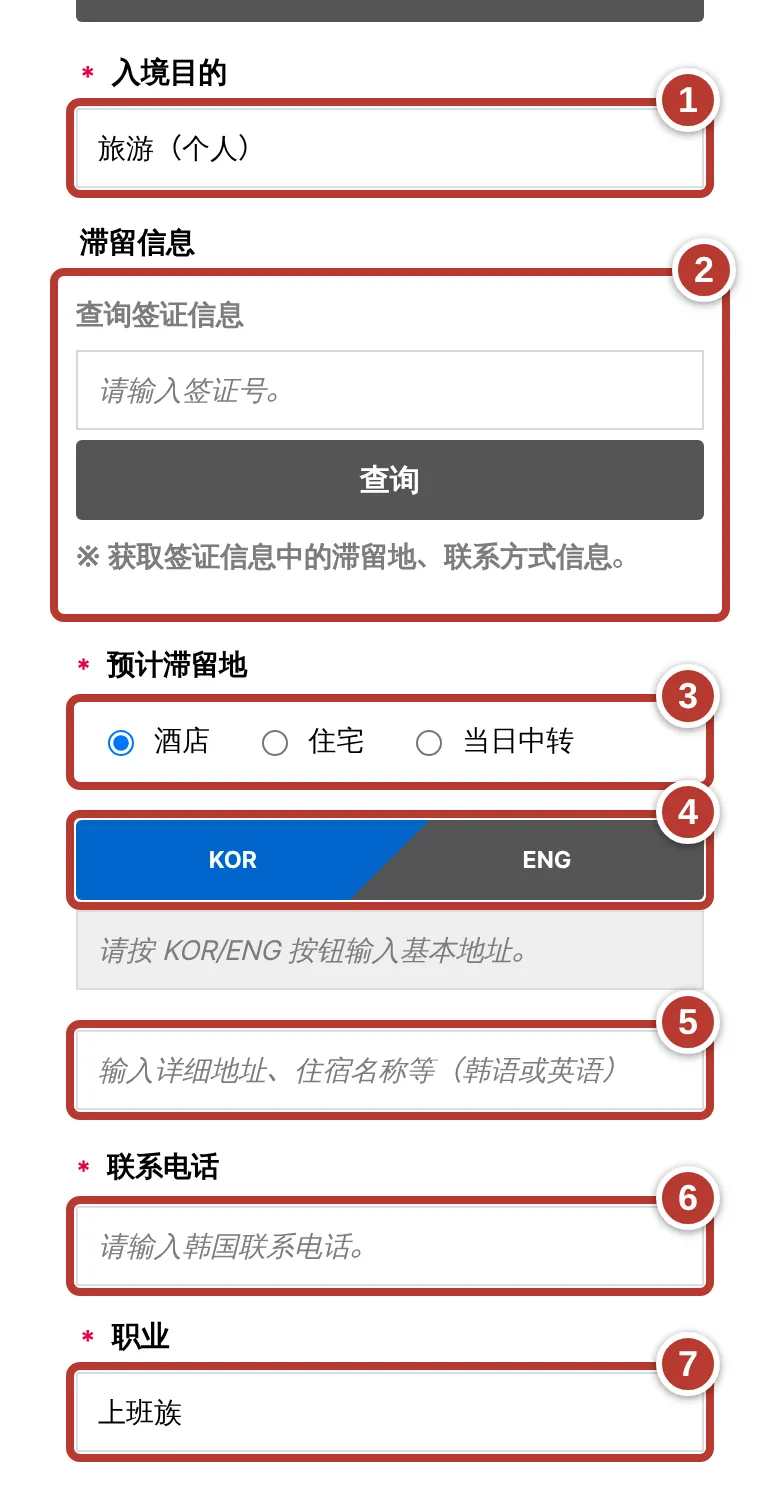 * 入境目的
1
旅游（个人）
滞留信息
2
查询签证信息
请输入签证号。
查询
※ 获取签证信息中的滞留地、联系方式信息。
* 预计滞留地
3
酒店 住宅 当日中转
4
KOR ENG
请按 KOR/ENG 按钮输入基本地址。
5
输入详细地址、住宿名称等（韩语或英语）
* 联系电话
6
请输入韩国联系电话。
* 职业
7
上班族